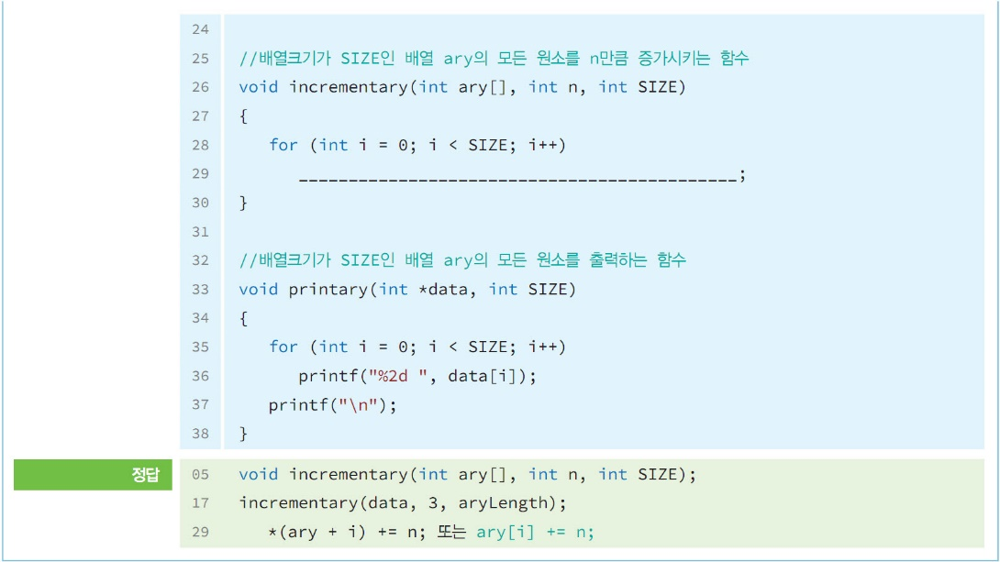 24
25 //배열크기가 SIZE인 배열 ary의 모든 원소를 n만큼 증가시키는 함수
26 void incrementary(int ary[], int n, int SIZE)
27 {
28 for (int i = 0; i < SIZE; i++)
29 ____________________________________________;
30 }
31
32 //배열크기가 SIZE인 배열 ary의 모든 원소를 출력하는 함수
33 void printary(int *data, int SIZE)
34 {
35 for (int i = 0; i < SIZE; i++)
36 printf("%2d ", data[i]);
37 printf("\n");
38 }
정답 05 void incrementary(int ary[], int n, int SIZE);
17 incrementary(data, 3, aryLength);
29 *(ary + i) += n; 또는 ary[i] += n;